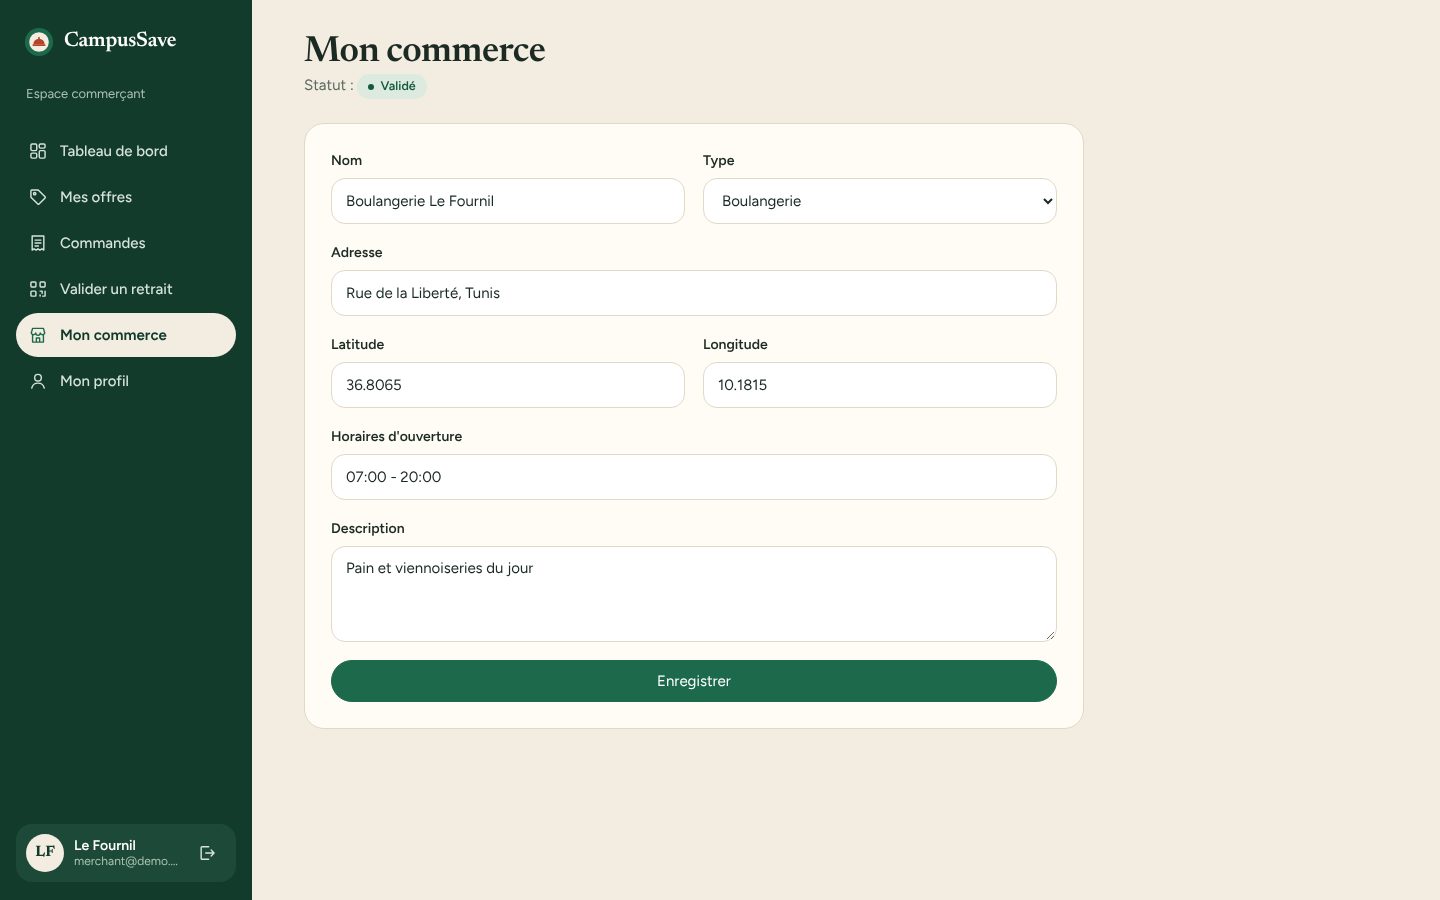 CampusSave
Espace commerçant
Tableau de bord
Mes offres
Commandes
Valider un retrait
Mon commerce
Mon profil
LF
Le Fournil
merchant@demo....
Mon commerce
Statut : Validé
Nom
Type
Boulangerie Le Fournil
Boulangerie
Adresse
Rue de la Liberté, Tunis
Latitude
Longitude
36.8065
10.1815
Horaires d'ouverture
07:00 - 20:00
Description
Pain et viennoiseries du jour
Enregistrer